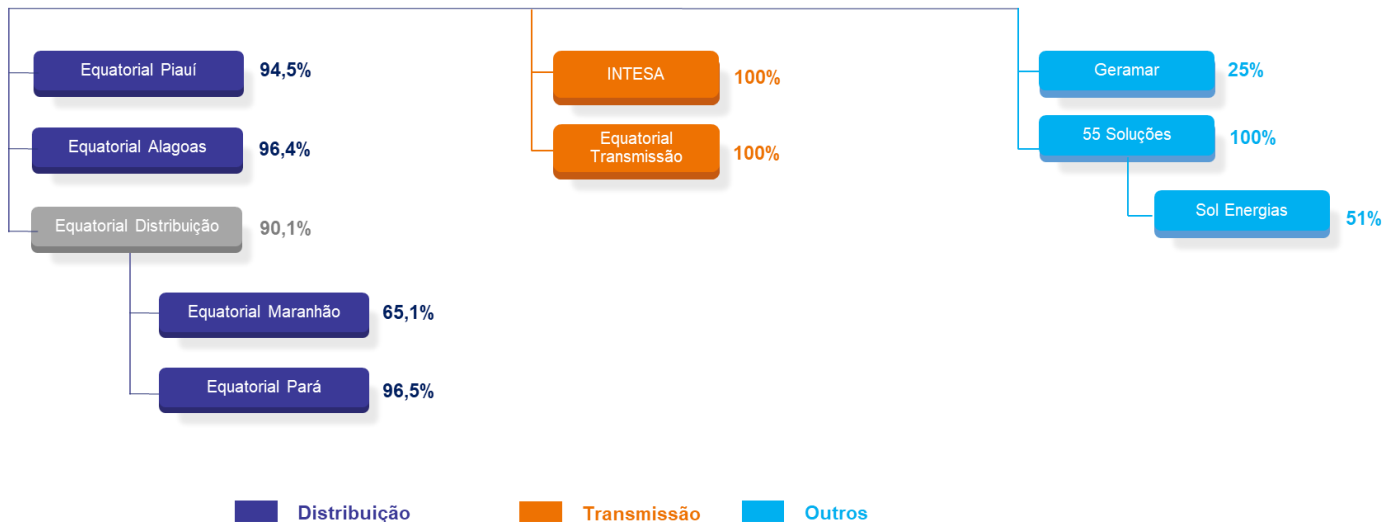 Equatorial Piauí
94,5%
Equatorial Alagoas
96,4%
Equatorial Distribuição
90,1%
Equatorial Maranhão
65,1%
Equatorial Pará
96,5%
INTESA
100%
Equatorial
Transmissão
100%
Geramar
25%
55 Soluções
100%
Sol Energias
51%
Distribuição
Transmissão
Outros